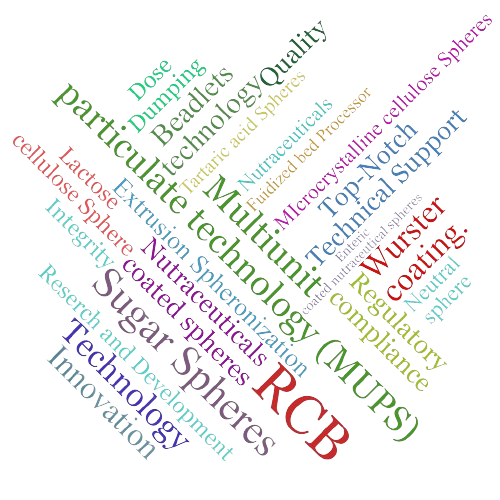 Dose
Dumping
Beadlets
technology
Quality
Tartaric acid Spheres
Nutraceuticals
Fuidized bed Processor
MIcrocrystalline cellulose Spheres
Top-Notch
Technical Support
Enteric
coated nutraceutical spheres
Wurster
coating.
Neutral
sphere
Multiunit
particulate technology (MUPS)
Lactose
cellulose Sphere
Extrusion Spheronization
Integrity
Nutraceuticals
coated spheres
Regulatory
compliance
Sugar Spheres
RCB
Reserch and Development
Technology
Innovation